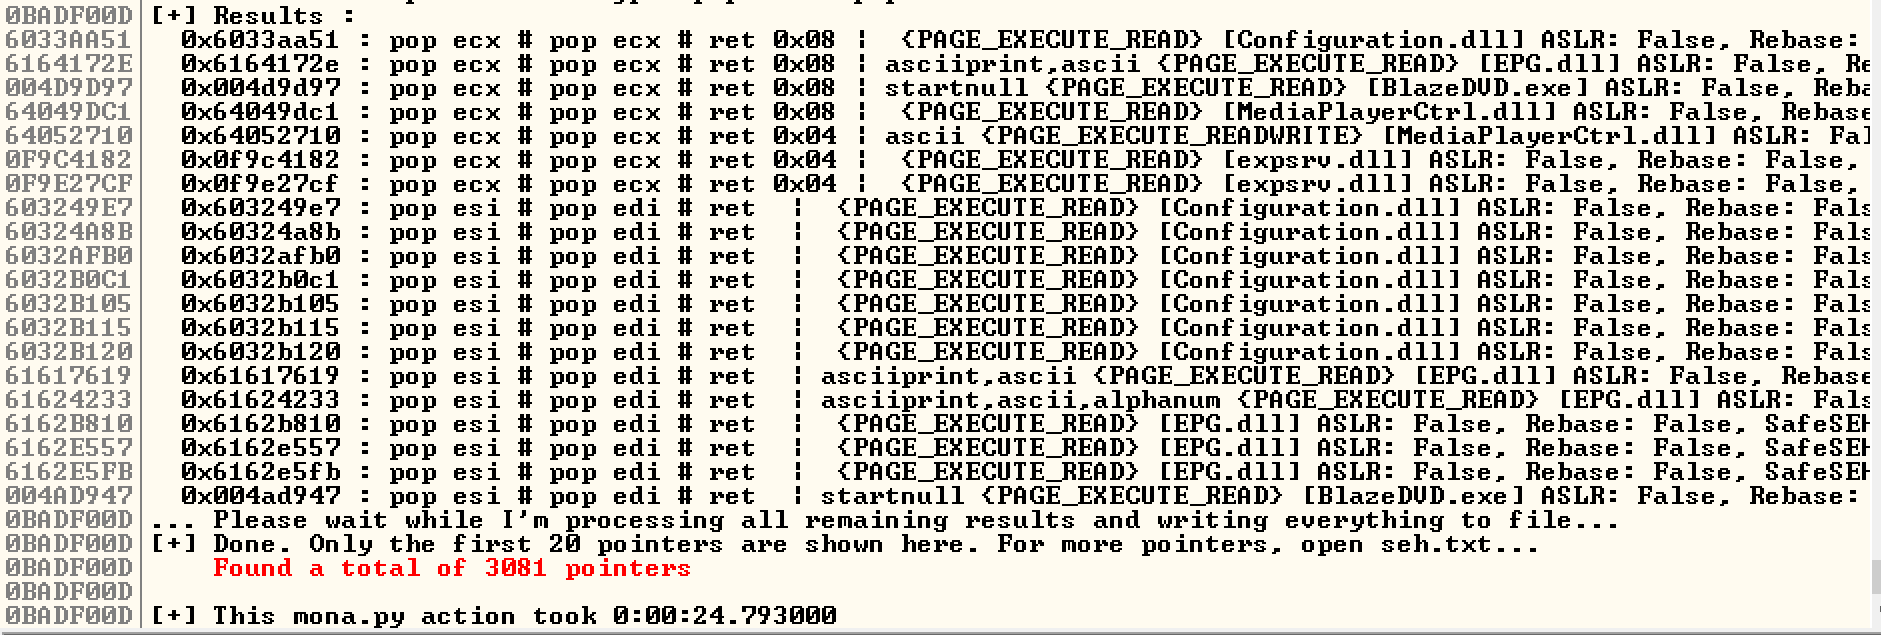 0BADF00D [+] Results :
6033AA51 0x6033aa51 : pop ecx # pop ecx # ret 0x08 | {PAGE_EXECUTE_READ} [Configuration.dll] ASLR: False, Rebase:
6164172E 0x6164172e : pop ecx # pop ecx # ret 0x08 | asciiprint,ascii {PAGE_EXECUTE_READ} [EPG.dll] ASLR: False, Re
004D9D97 0x004d9d97 : pop ecx # pop ecx # ret 0x08 | startnull {PAGE_EXECUTE_READ} [BlazeDVD.exe] ASLR: False, Reba
64049DC1 0x64049dc1 : pop ecx # pop ecx # ret 0x08 | {PAGE_EXECUTE_READ} [MediaPlayerCtrl.dll] ASLR: False, Rebase
64052710 0x64052710 : pop ecx # pop ecx # ret 0x04 | ascii {PAGE_EXECUTE_READWRITE} [MediaPlayerCtrl.dll] ASLR: Fal
0F9C4182 0x0f9c4182 : pop ecx # pop ecx # ret 0x04 | {PAGE_EXECUTE_READ} [expsrv.dll] ASLR: False, Rebase: False,
0F9E27CF 0x0f9e27cf : pop ecx # pop ecx # ret 0x04 | {PAGE_EXECUTE_READ} [expsrv.dll] ASLR: False, Rebase: False,
603249E7 0x603249e7 : pop esi # pop edi # ret | {PAGE_EXECUTE_READ} [Configuration.dll] ASLR: False, Rebase: Fals
60324A8B 0x60324a8b : pop esi # pop edi # ret | {PAGE_EXECUTE_READ} [Configuration.dll] ASLR: False, Rebase: Fals
6032AFB0 0x6032afb0 : pop esi # pop edi # ret | {PAGE_EXECUTE_READ} [Configuration.dll] ASLR: False, Rebase: Fals
6032B0C1 0x6032b0c1 : pop esi # pop edi # ret | {PAGE_EXECUTE_READ} [Configuration.dll] ASLR: False, Rebase: Fals
6032B105 0x6032b105 : pop esi # pop edi # ret | {PAGE_EXECUTE_READ} [Configuration.dll] ASLR: False, Rebase: Fals
6032B115 0x6032b115 : pop esi # pop edi # ret | {PAGE_EXECUTE_READ} [Configuration.dll] ASLR: False, Rebase: Fals
6032B120 0x6032b120 : pop esi # pop edi # ret | {PAGE_EXECUTE_READ} [Configuration.dll] ASLR: False, Rebase: Fals
61617619 0x61617619 : pop esi # pop edi # ret | asciiprint,ascii {PAGE_EXECUTE_READ} [EPG.dll] ASLR: False, Rebase
61624233 0x61624233 : pop esi # pop edi # ret | asciiprint,ascii,alphanum {PAGE_EXECUTE_READ} [EPG.dll] ASLR: Fals
6162B810 0x6162b810 : pop esi # pop edi # ret | {PAGE_EXECUTE_READ} [EPG.dll] ASLR: False, Rebase: False, SafeSEH
6162E557 0x6162e557 : pop esi # pop edi # ret | {PAGE_EXECUTE_READ} [EPG.dll] ASLR: False, Rebase: False, SafeSEH
6162E5FB 0x6162e5fb : pop esi # pop edi # ret | {PAGE_EXECUTE_READ} [EPG.dll] ASLR: False, Rebase: False, SafeSEH
004AD947 0x004ad947 : pop esi # pop edi # ret | startnull {PAGE_EXECUTE_READ} [BlazeDVD.exe] ASLR: False, Rebase:
0BADF00D ... Please wait while I'm processing all remaining results and writing everything to file...
0BADF00D [+] Done. Only the first 20 pointers are shown here. For more pointers, open seh.txt...
0BADF00D Found a total of 3081 pointers
0BADF00D
0BADF00D [+] This mona.py action took 0:00:24.793000